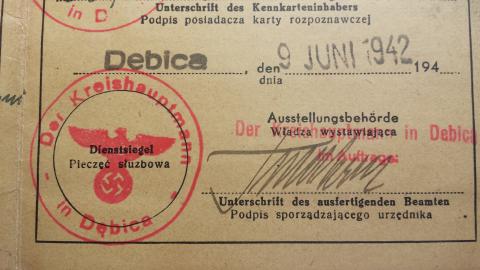 in D
Unterschrift des Kennkarteninhabers
Podpis posiadacza karty rozpoznawczej
Debica, den 9 JUNI 1942 194
dnia
Der Kreishauptmann
Dienstsiegel
Pieczęć służbowa
in Dębica
Ausstellungsbehörde
Władza wystawiająca
Der Kreishauptmann in Debica
Im Auftrage:
Unterschrift des ausfertigenden Beamten
Podpis sporządzającego urzędnika